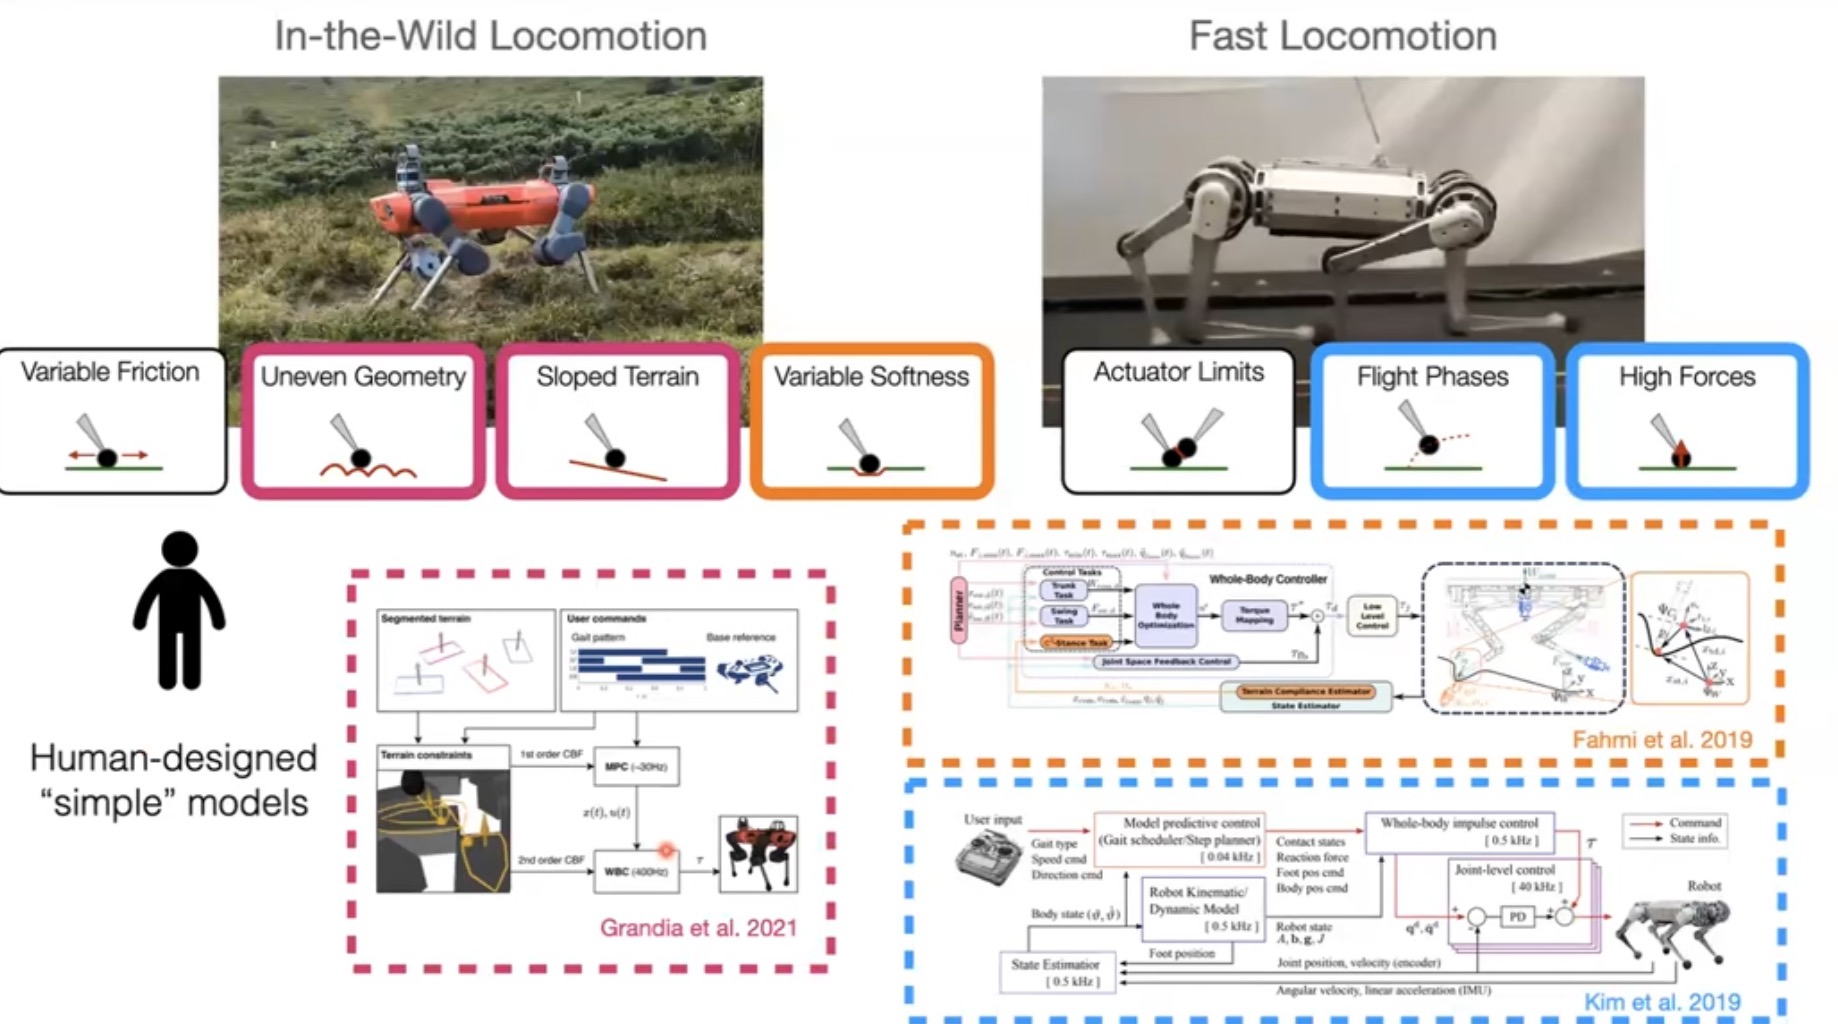 In-the-Wild Locomotion
Fast Locomotion
Variable Friction
Uneven Geometry
Sloped Terrain
Variable Softness
Actuator Limits
Flight Phases
High Forces
Human-designed
“simple” models
Segmented terrain
User commands
Gait pattern
Base reference
Terrain constraints
1st order CBF
MPC (~30Hz)
x(t), u(t)
2nd order CBF
WBC (400Hz)
τ
Grandia et al. 2021
Planner
Control Tasks
Trunk
Task
Swing
Task
c³-Stance Task
Whole
Body
Optimization
Whole-Body Controller
Torque
Mapping
Low
Level
Control
Joint Space Feedback Control
Terrain Compliance Estimator
State Estimator
Fahmi et al. 2019
User input
Gait type
Speed cmd
Direction cmd
Model predictive control
(Gait scheduler/Step planner)
[ 0.04 kHz ]
Contact states
Reaction force
Foot pos cmd
Body pos cmd
Whole-body impulse control
[ 0.5 kHz ]
τ
Command
State info.
Joint-level control
[ 40 kHz ]
PD
Robot
Robot Kinematic/
Dynamic Model
[ 0.5 kHz ]
Robot state
A, b, g, J
Body state
Foot position
State Estimatior
[ 0.5 kHz ]
Joint position, velocity (encoder)
Angular velocity, linear acceleration (IMU)
Kim et al. 2019